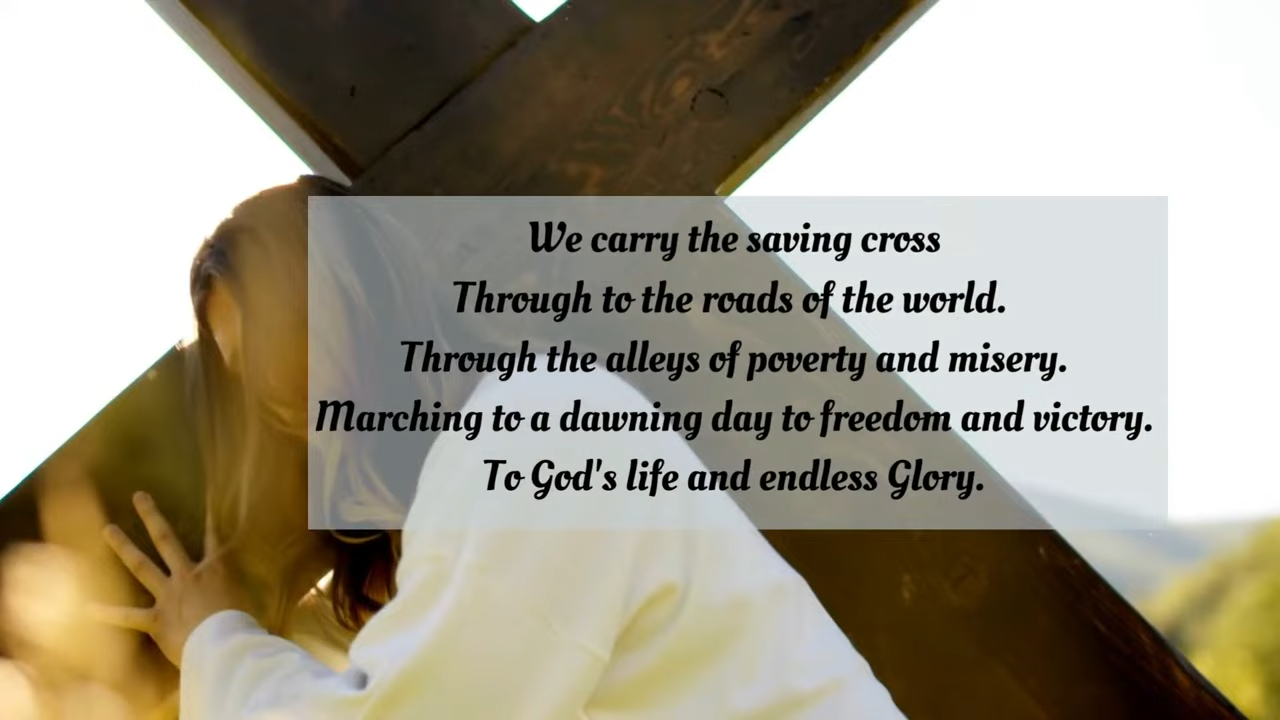 We carry the saving cross
Through to the roads of the world.
Through the alleys of poverty and misery.
Marching to a dawning day to freedom and victory.
To God's life and endless Glory.